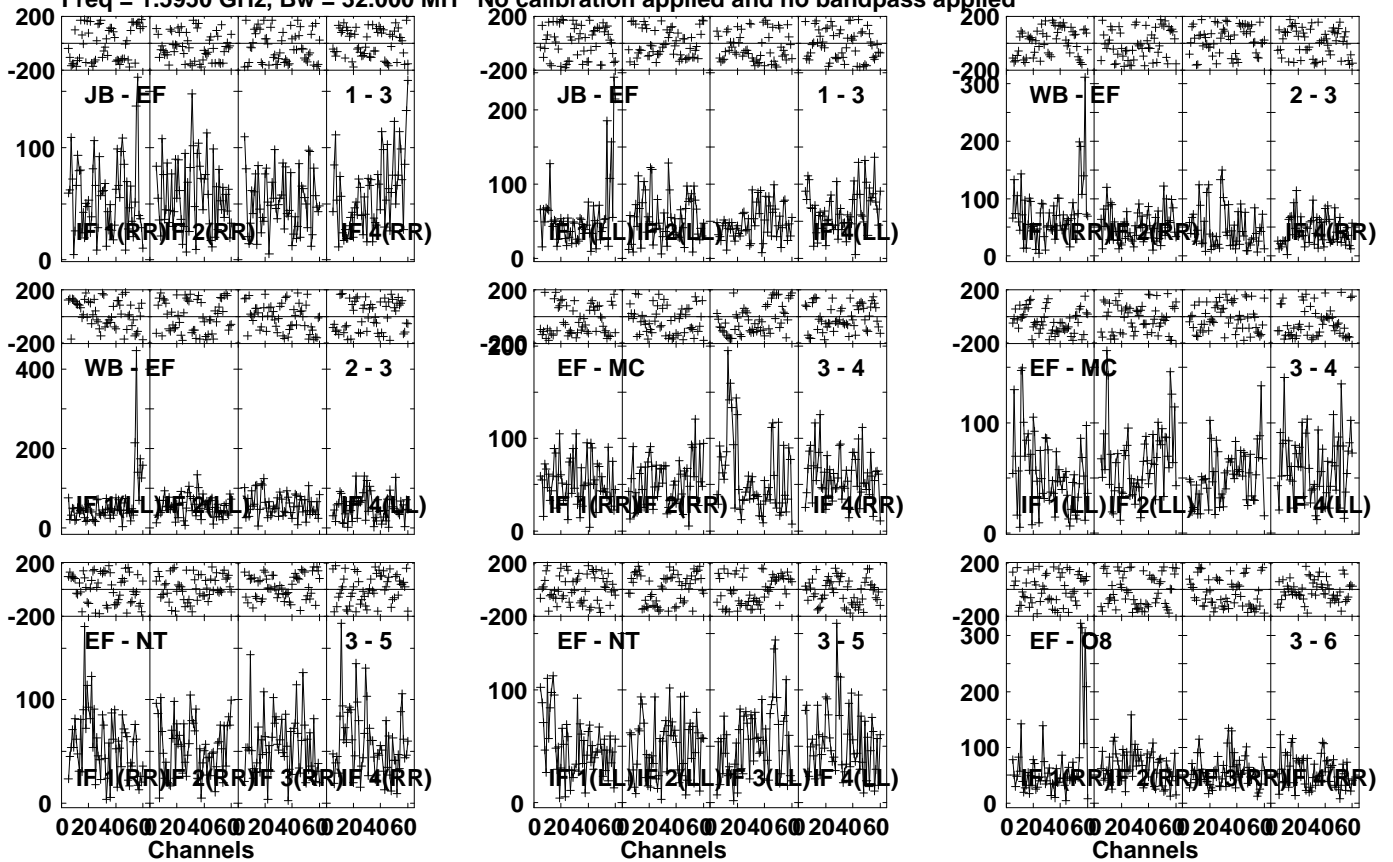 Freq = 1.5950 GHz, Bw = 32.000 MH No calibration applied and no bandpass applied
200
-200
JB - EF 1 - 3
100
0
IF 1(RR) IF 2(RR) IF 4(RR)
JB - EF 1 - 3
200
100
0
IF 1(LL) IF 2(LL) IF 4(LL)
200
-200
WB - EF 2 - 3
300
200
100
0
IF 1(RR) IF 2(RR) IF 4(RR)
200
-200
WB - EF 2 - 3
400
200
0
IF 1(LL) IF 2(LL) IF 4(LL)
200
-200
EF - MC 3 - 4
200
100
0
IF 1(RR) IF 2(RR) IF 4(RR)
200
-200
EF - MC 3 - 4
100
0
IF 1(LL) IF 2(LL) IF 4(LL)
200
-200
EF - NT 3 - 5
100
0
IF 1(RR) IF 2(RR) IF 3(RR) IF 4(RR)
0 20 40 60 0 20 40 60 0 20 40 60 0 20 40 60
Channels
EF - NT 3 - 5
100
0
IF 1(LL) IF 2(LL) IF 3(LL) IF 4(LL)
0 20 40 60 0 20 40 60 0 20 40 60 0 20 40 60
Channels
200
-200
EF - O8 3 - 6
300
200
100
0
IF 1(RR) IF 2(RR) IF 3(RR) IF 4(RR)
0 20 40 60 0 20 40 60 0 20 40 60 0 20 40 60
Channels